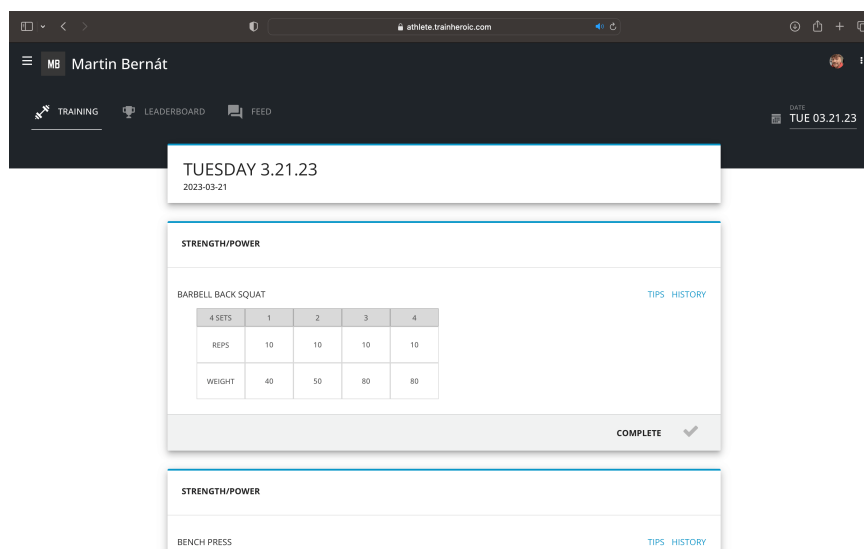 athlete.trainheroic.com
MB Martin Bernát
TRAINING LEADERBOARD FEED
DATE
TUE 03.21.23
TUESDAY 3.21.23
2023-03-21
STRENGTH/POWER
BARBELL BACK SQUAT TIPS HISTORY
4 SETS 1 2 3 4
REPS 10 10 10 10
WEIGHT 40 50 80 80
COMPLETE
STRENGTH/POWER
BENCH PRESS TIPS HISTORY